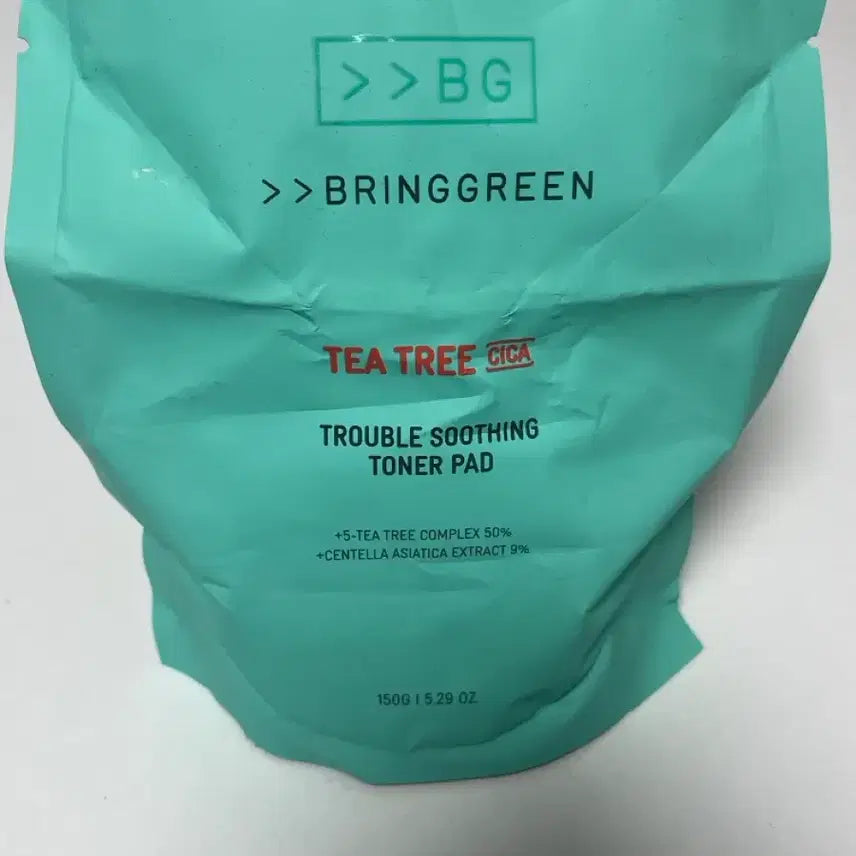 >>BG
>>BRINGGREEN
TEA TREE CICA
TROUBLE SOOTHING
TONER PAD
+5-TEA TREE COMPLEX 50%
+CENTELLA ASIATICA EXTRACT 9%
150G | 5.29 OZ.